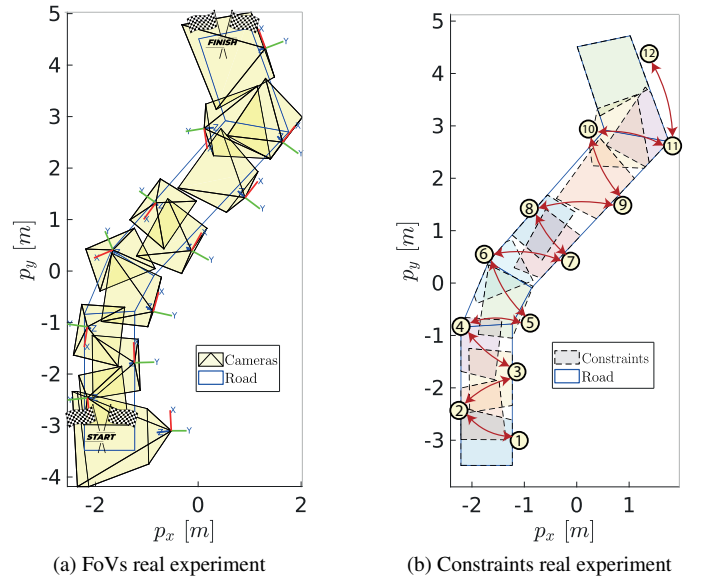 5
4
3
2
1
0
-1
-2
-3
-4
-2
0
2
p_y [m]
p_x [m]
FINISH
START
X
Y
Z
Cameras
Road
(a) FoVs real experiment
5
4
3
2
1
0
-1
-2
-3
-2
-1
0
1
p_y [m]
p_x [m]
12
11
10
9
8
7
6
5
4
3
2
1
Constraints
Road
(b) Constraints real experiment